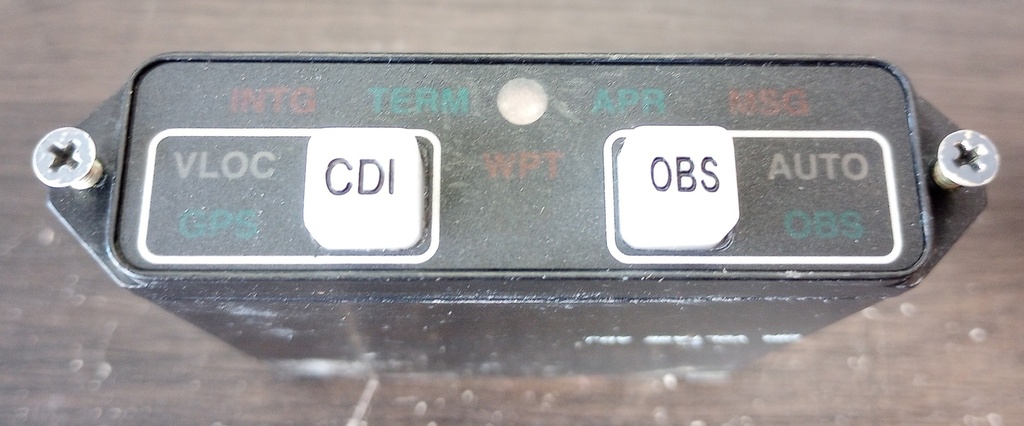 INTG TERM APR MSG
VLOC CDI WPT OBS AUTO
GPS OBS